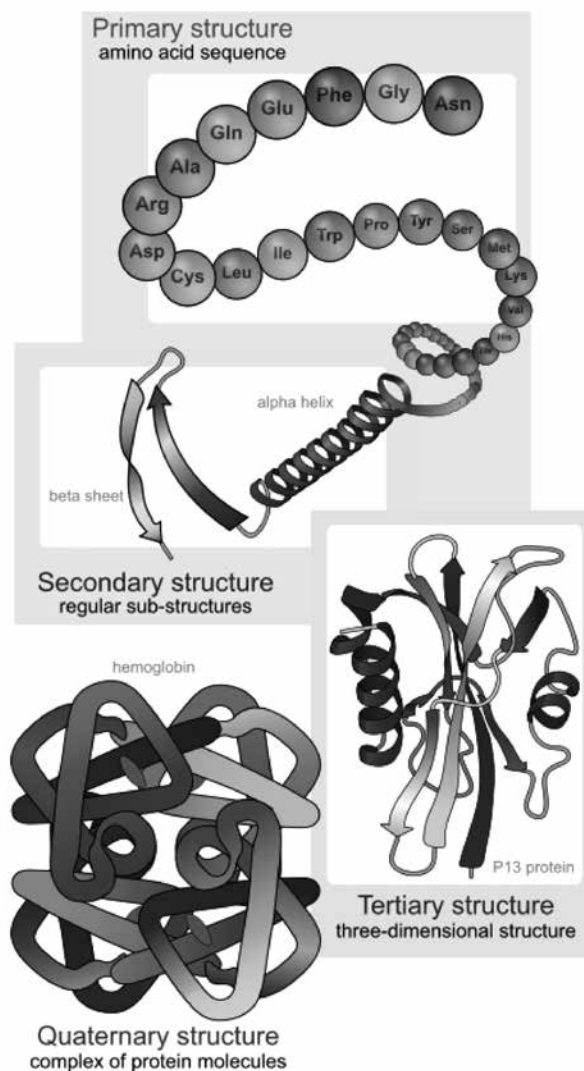 Primary structure
amino acid sequence
Asn
Gly
Phe
Glu
Gln
Ala
Arg
Asp
Cys
Leu
Ile
Trp
Pro
Tyr
Ser
Met
Lys
Val
His
alpha helix
beta sheet
Secondary structure
regular sub-structures
hemoglobin
P13 protein
Tertiary structure
three-dimensional structure
Quaternary structure
complex of protein molecules